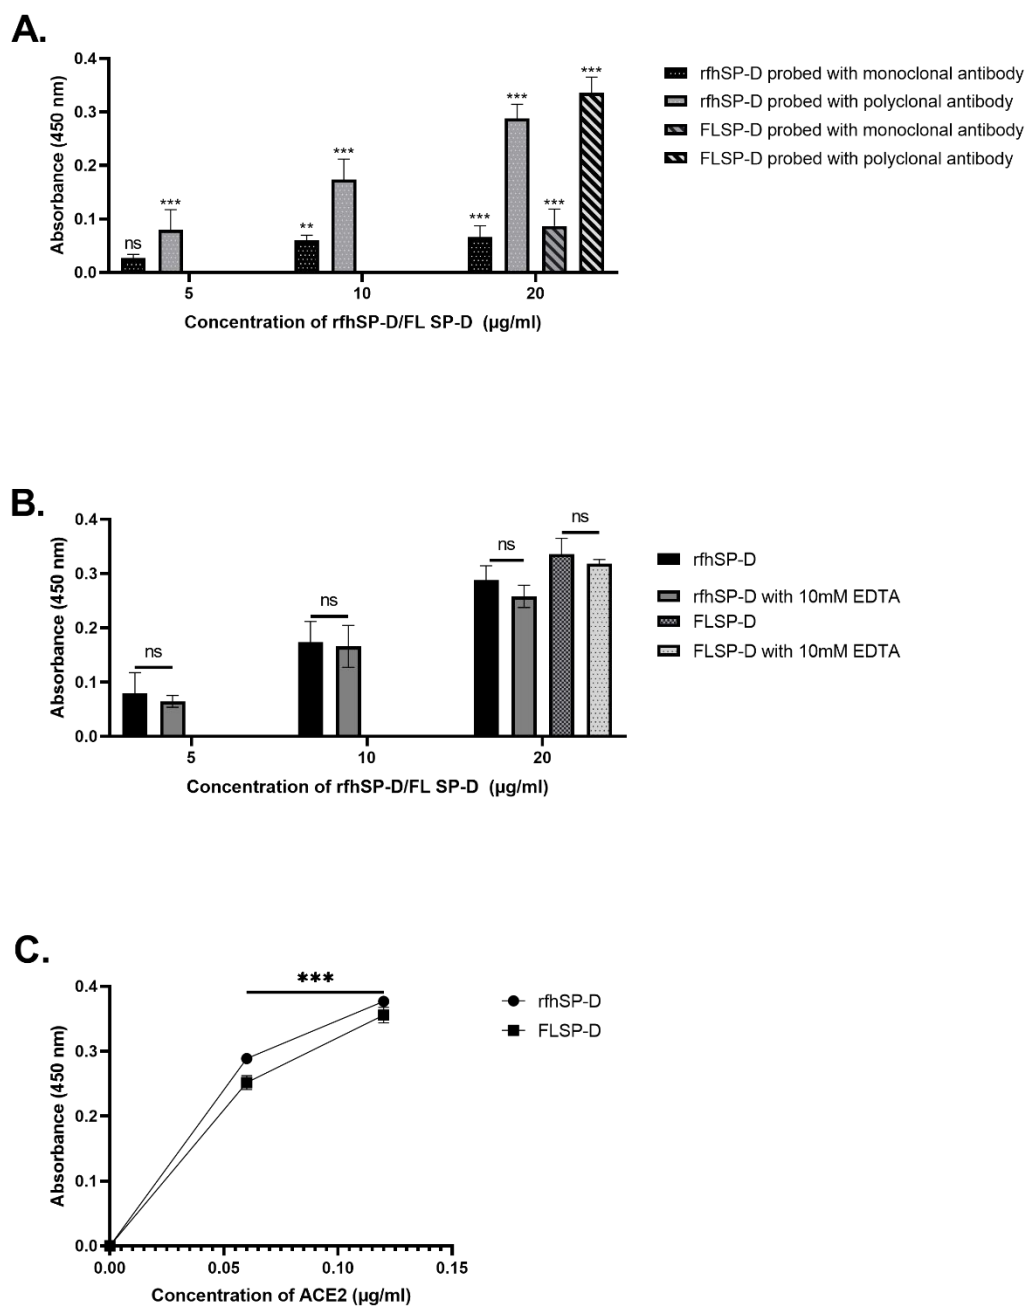 A.
0.4
0.3
0.2
0.1
0.0
Absorbance (450 nm)
ns
***
**
***
***
***
***
***
5
10
20
Concentration of rfhSP-D/FL SP-D (µg/ml)
rfhSP-D probed with monoclonal antibody
rfhSP-D probed with polyclonal antibody
FLSP-D probed with monoclonal antibody
FLSP-D probed with polyclonal antibody
B.
0.4
0.3
0.2
0.1
0.0
Absorbance (450 nm)
ns
ns
ns
ns
5
10
20
Concentration of rfhSP-D/FL SP-D (µg/ml)
rfhSP-D
rfhSP-D with 10mM EDTA
FLSP-D
FLSP-D with 10mM EDTA
C.
0.4
0.3
0.2
0.1
0.0
Absorbance (450 nm)
***
0.00
0.05
0.10
0.15
Concentration of ACE2 (µg/ml)
rfhSP-D
FLSP-D